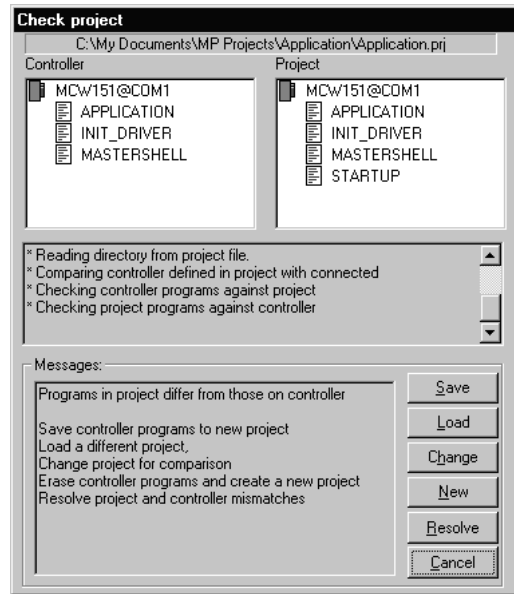 Check project
C:\My Documents\MP Projects\Application\Application.prj
Controller
Project
MCW151@COM1
APPLICATION
INIT_DRIVER
MASTERSHELL
MCW151@COM1
APPLICATION
INIT_DRIVER
MASTERSHELL
STARTUP
* Reading directory from project file.
* Comparing controller defined in project with connected
* Checking controller programs against project
* Checking project programs against controller
Messages:
Programs in project differ from those on controller
Save controller programs to new project
Load a different project,
Change project for comparison
Erase controller programs and create a new project
Resolve project and controller mismatches
Save
Load
Change
New
Resolve
Cancel